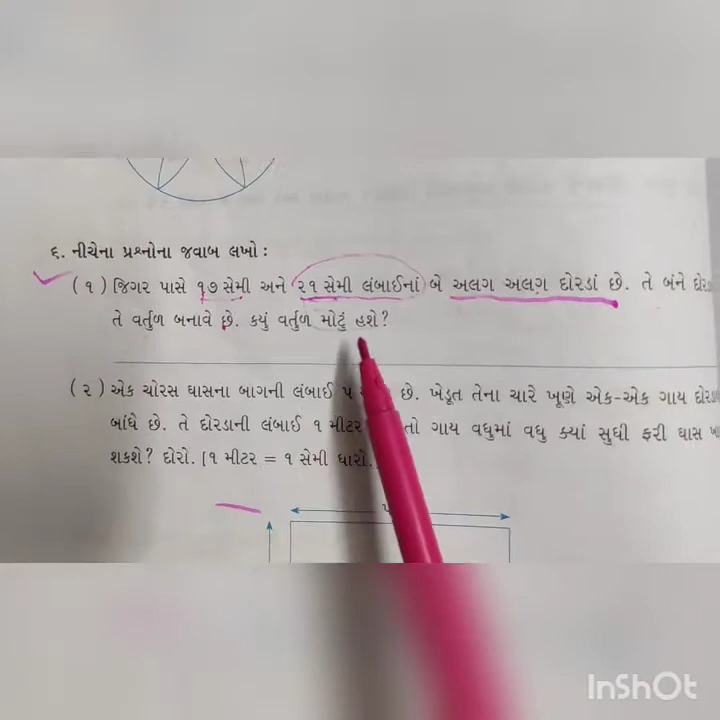 ૬. નીચેના પ્રશ્નોના જવાબ લખો :
(૧) જિગર પાસે ૧૭ સેમી અને ૨૧ સેમી લંબાઈનાં બે અલગ અલગ દોરડાં છે. તે બંને
તે વર્તુળ બનાવે છે. કયું વર્તુળ મોટું હશે?
(૨) એક ચોરસ ઘાસના બાગની લંબાઈ ૫ છે. ખેડૂત તેના ચારે ખૂણે એક-એક ગાય
બાંધે છે. તે દોરડાની લંબાઈ ૧ મીટર તો ગાય વધુમાં વધુ ક્યાં સુધી ફરી ઘાસ
શકશે? દોરો. [૧ મીટર = ૧ સેમી ધારો.
InShOt